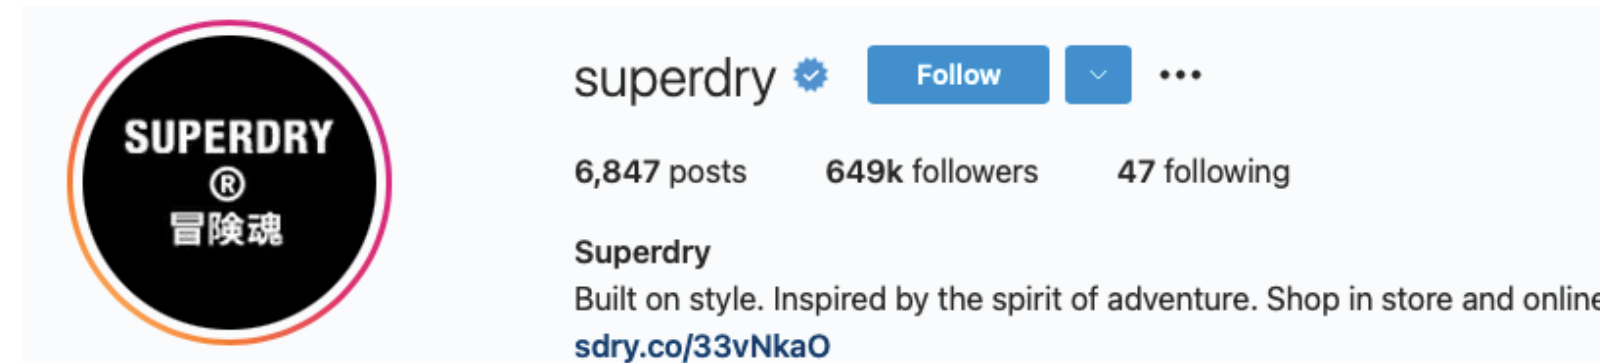 SUPERDRY
®
冒険魂
superdry Follow
6,847 posts 649k followers 47 following
Superdry
Built on style. Inspired by the spirit of adventure. Shop in store and online
sdry.co/33vNkaO